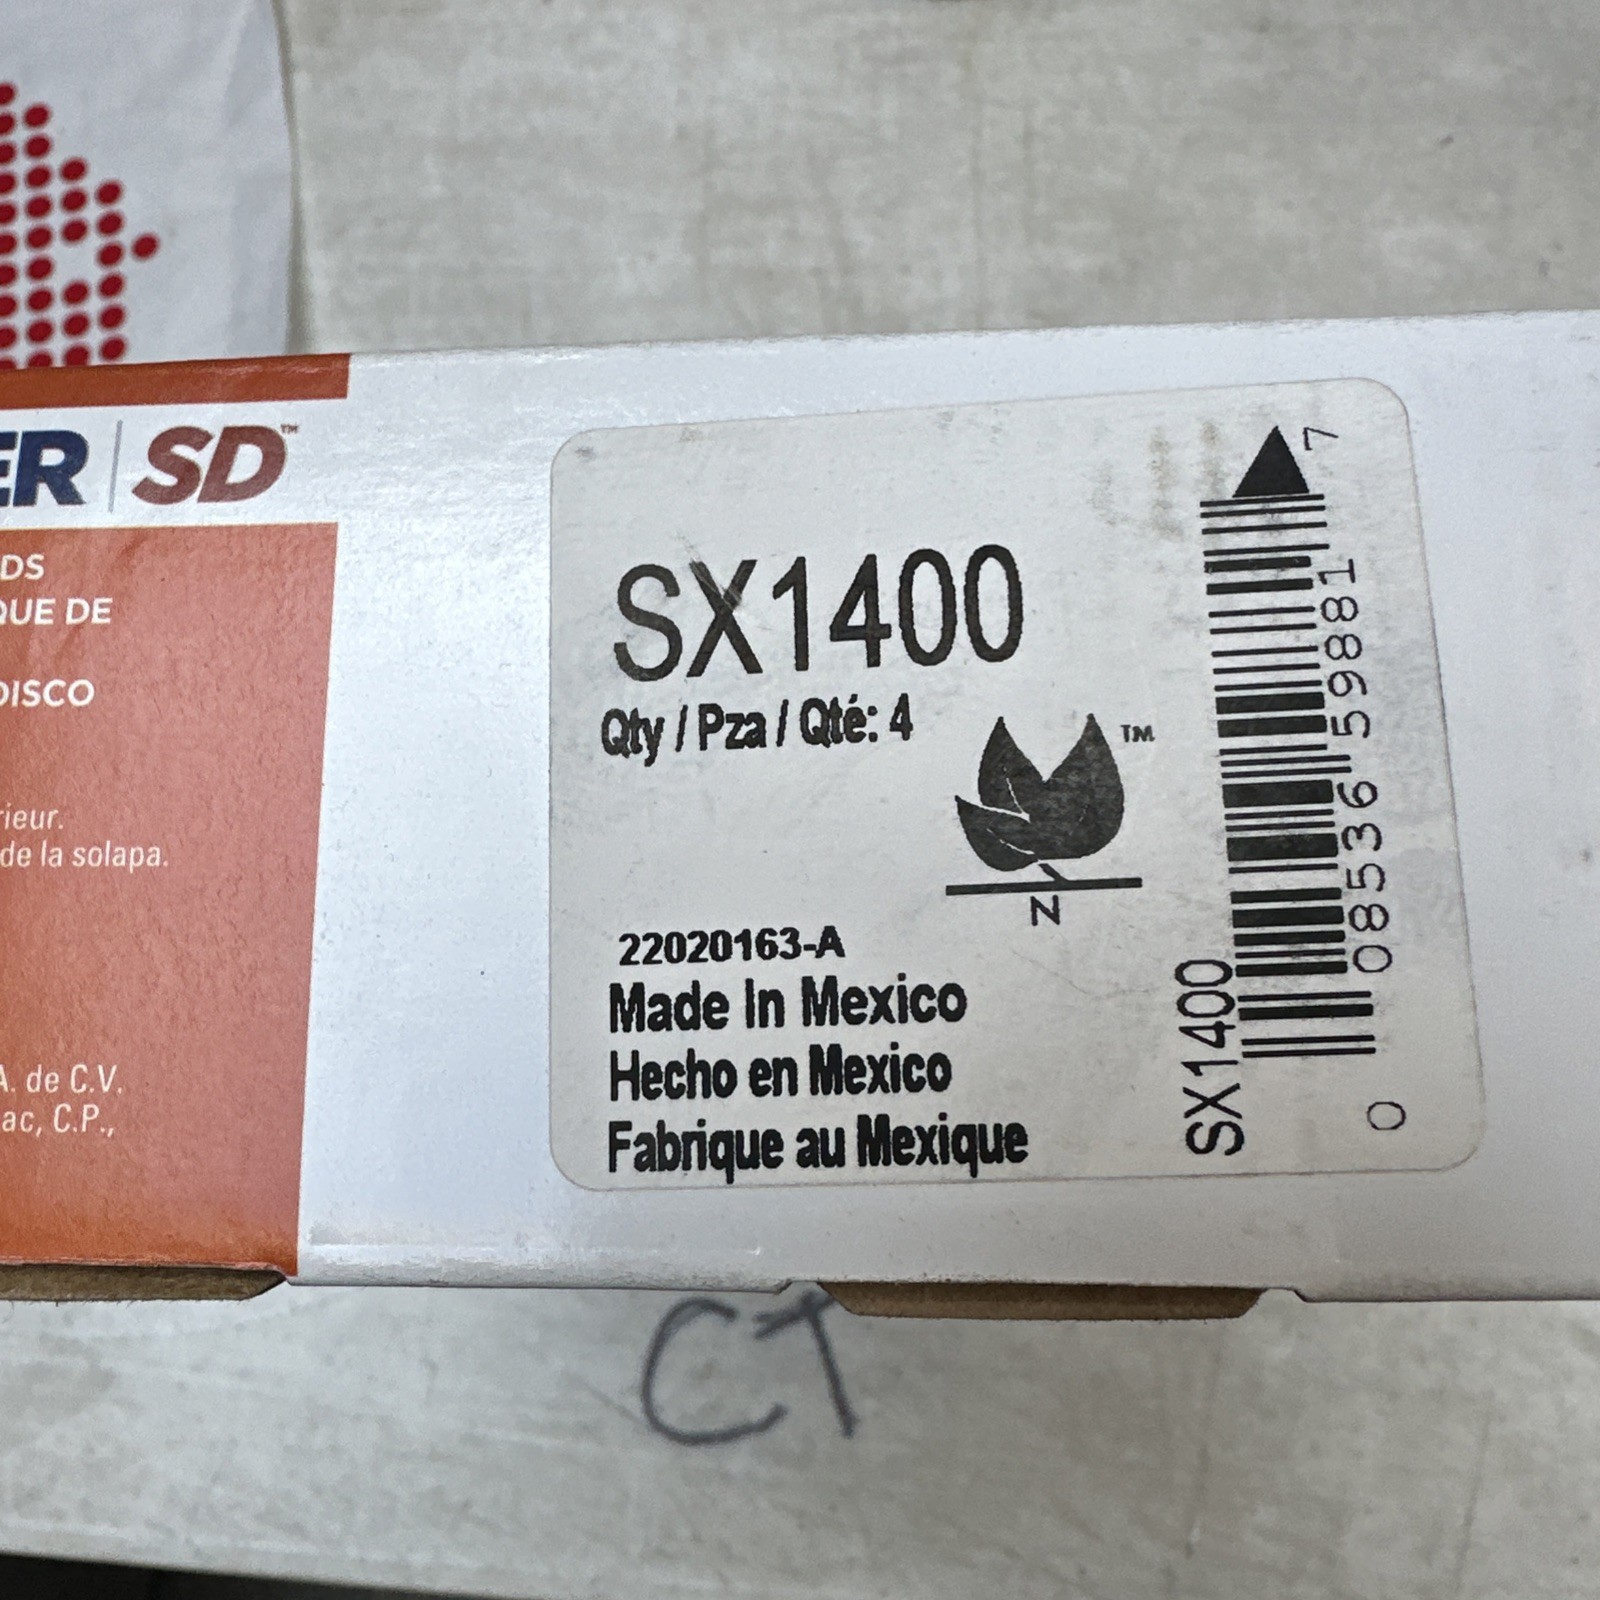 ER | SD™
DS
QUE DE
DISCO
rieur.
de la solapa.
A. de C.V.
ac, C.P.,
SX1400
Qty / Pza / Qté: 4
™
N
22020163-A
Made In Mexico
Hecho en Mexico
Fabrique au Mexique
SX1400
0 08536 59881 7
CT